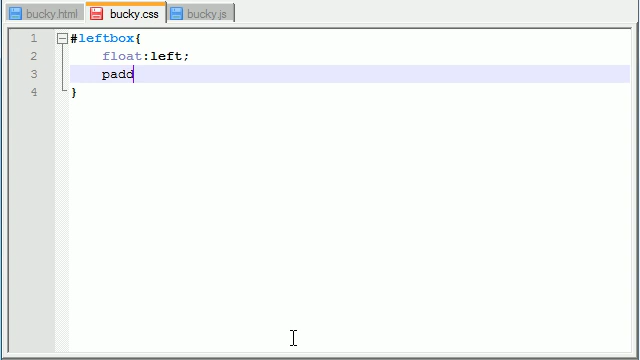 bucky.html bucky.css bucky.js
1 #leftbox{
2 float:left;
3 padd
4 }